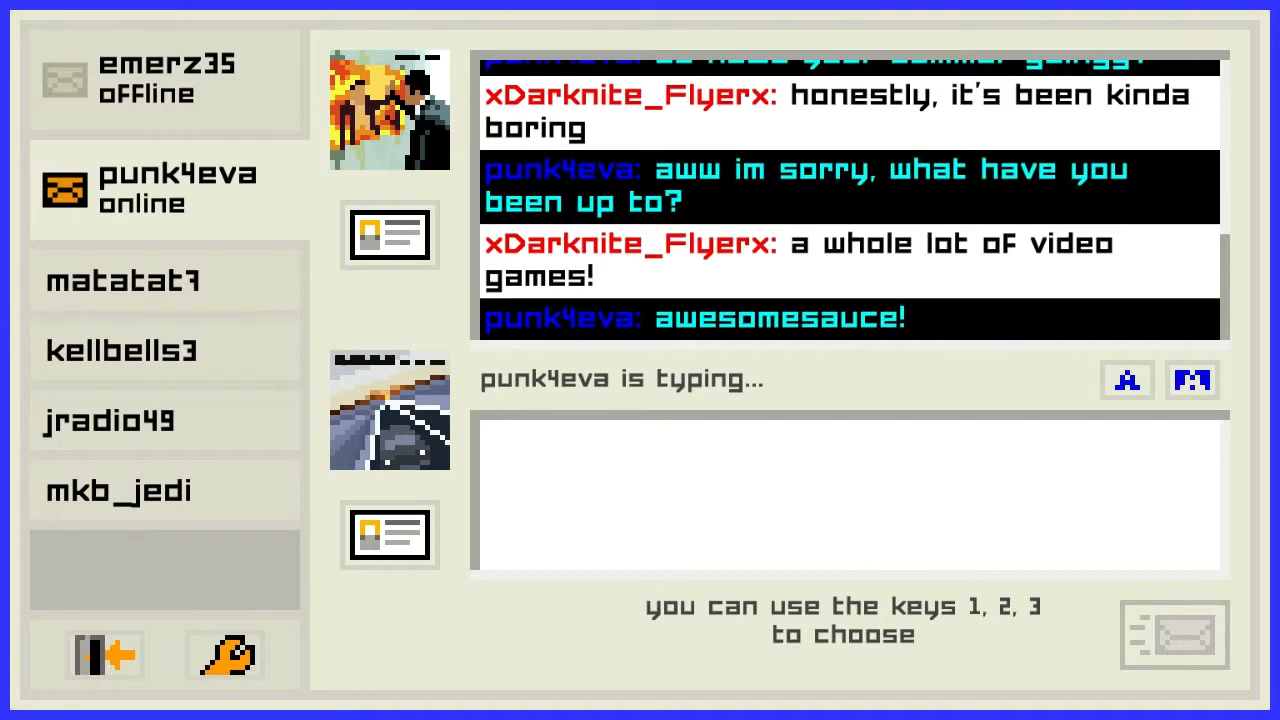 emerz35
offline
punk4eva
online
matatat7
kellbells3
jradio49
mkb_jedi
xDarknite_Flyerx: honestly, it's been kinda
boring
punk4eva: aww im sorry, what have you
been up to?
xDarknite_Flyerx: a whole lot of video
games!
punk4eva: awesomesauce!
punk4eva is typing...
A
you can use the keys 1, 2, 3
to choose